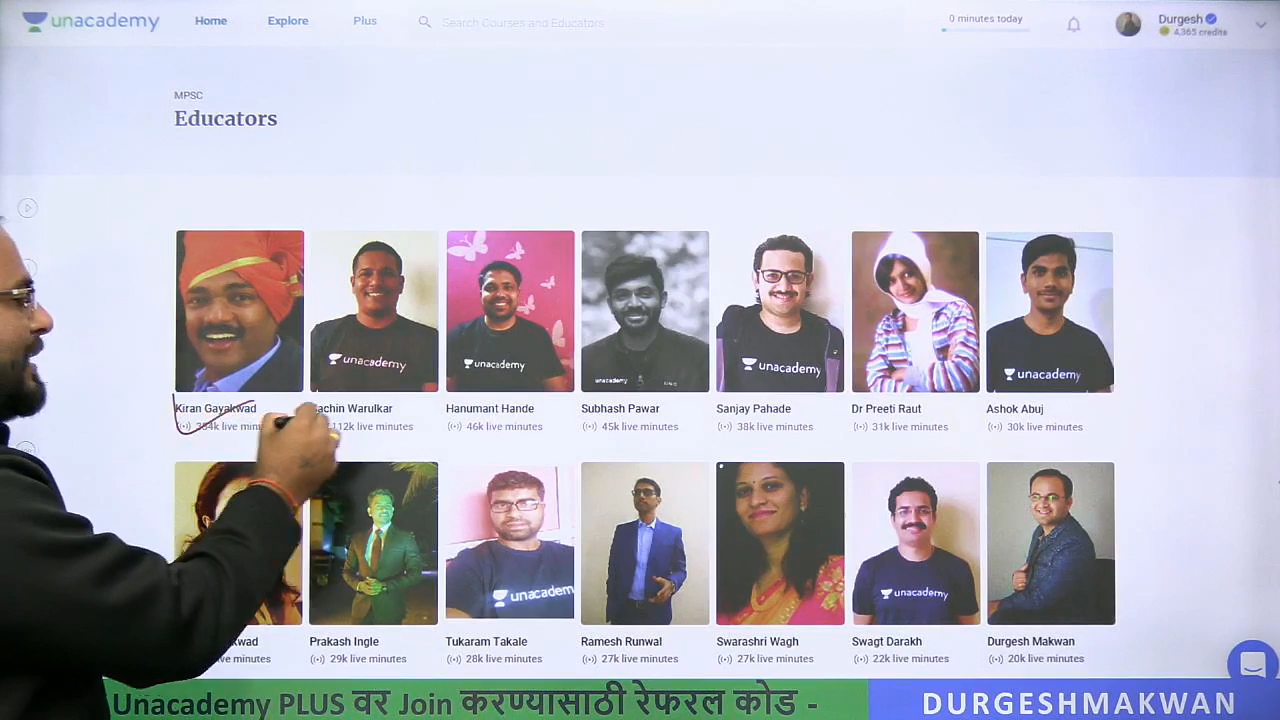 unacademy Home Explore Plus Search Courses and Educators 0 minutes today Durgesh
4,365 credits
MPSC
Educators
unacademy unacademy unacademy unacademy unacademy
Kiran Gayakwad Sachin Warulkar Hanumant Hande Subhash Pawar Sanjay Pahade Dr Preeti Raut Ashok Abuj
112k live minutes 46k live minutes 45k live minutes 38k live minutes 31k live minutes 30k live minutes
unacademy unacademy
Prakash Ingle Tukaram Takale Ramesh Runwal Swarashri Wagh Swagt Darakh Durgesh Makwan
minutes 29k live minutes 28k live minutes 27k live minutes 27k live minutes 22k live minutes 20k live minutes
Unacademy PLUS वर Join करण्यासाठी रेफरल कोड - DURGESHMAKWAN